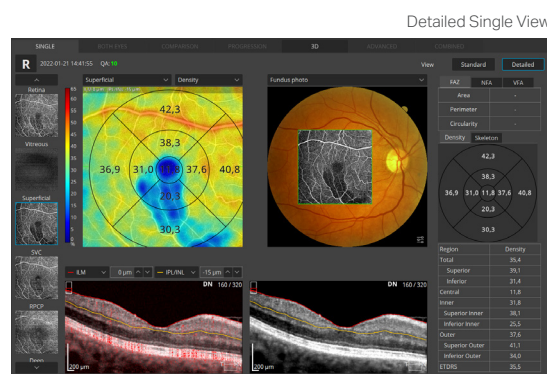 Detailed Single View
SINGLE BOTH EYES COMPARISON PROGRESSION 3D ADVANCED COMBINED
R 2022-01-21 14:41:55 QA: 10 View Standard Detailed
Retina
Vitreous
Superficial
SVC
RPCP
Deep
Superficial Density
65
60
55
50
45
40
35
30
25
20
15
10
5
0
42,3
38,3
36,9 31,0 11,8 37,6 40,8
20,3
30,3
Fundus photo
FAZ NFA VFA
Area -
Perimeter -
Circularity -
Density Skeleton
42,3
38,3
36,9 31,0 11,8 37,6 40,8
20,3
30,3
Region Density
Total 35,4
Superior 39,1
Inferior 31,4
Central 11,8
Inner 31,8
Superior Inner 38,1
Inferior Inner 25,5
Outer 37,6
Superior Outer 41,1
Inferior Outer 34,0
ETDRS 35,5
ILM 0 µm IPL/INL -15 µm
DN 160/320
200 µm
DN 160/320
200 µm